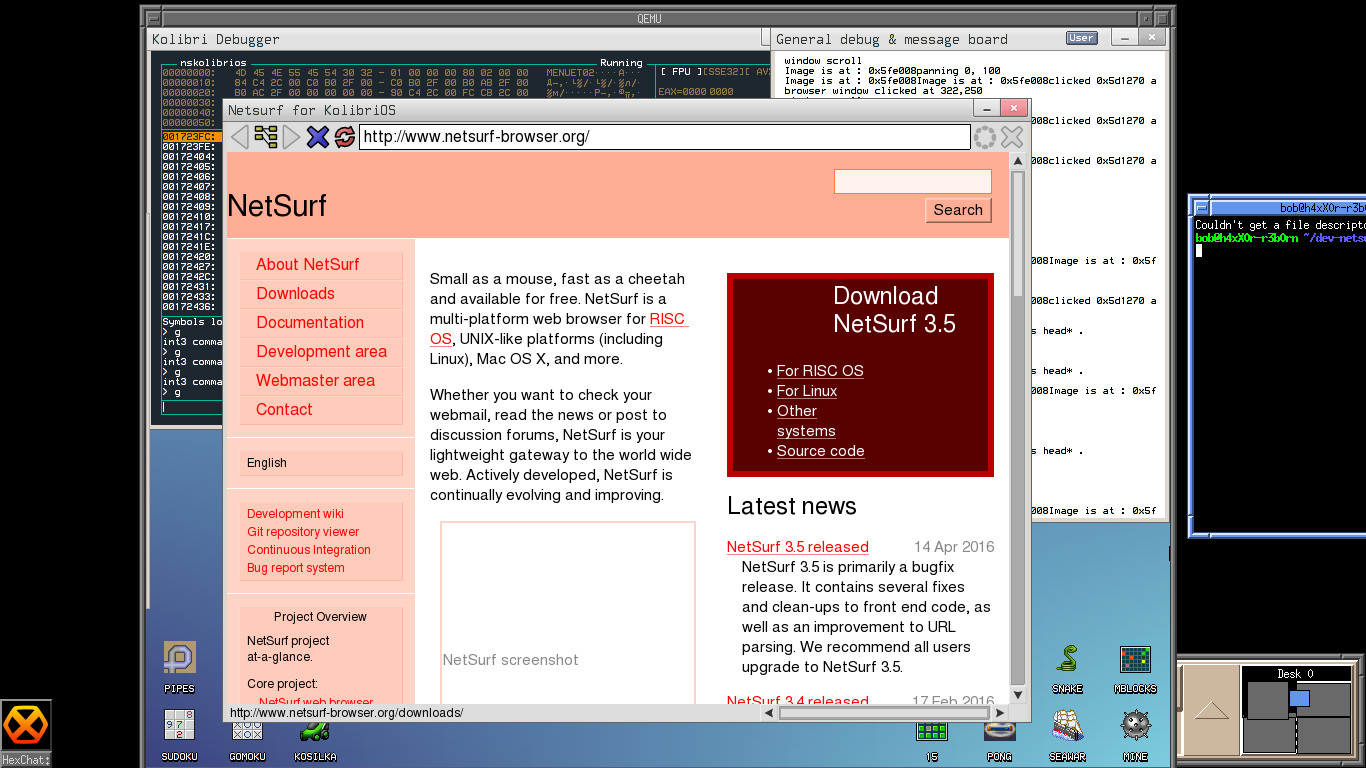 QEMU
Kolibri Debugger
nskolibrios
Running
00000000: 4D 45 4E 55 45 54 30 32 - 01 00 00 00 80 02 00 00 MENUET02
00000010: B4 C4 2C 00 C0 B0 2F 00 - D0 B2 2F 00 B0 AB 2F 00
00000020: B0 AC 2F 00 00 00 00 00 - 90 C4 2C 00 FC CB 2C 00
00000030:
00000040:
00000050:
[ FPU ][SSE32][ AV
EAX=0000 0000
001723FC:
001723FE:
00172404:
00172405:
00172406:
00172407:
00172408:
00172409:
00172410:
00172417:
0017241C:
0017241E:
00172420:
00172427:
0017242C:
00172431:
00172433:
00172436:
Symbols lo
> g
int3 comma
> g
int3 comma
> g
int3 comma
> g
General debug & message board
User
window scroll
Image is at : 0x5fe008panning 0, 100
Image is at : 0x5fe008Image is at : 0x5fe008clicked 0x5d1270 a
browser window clicked at 322,250
008clicked 0x5d1270 a
008clicked 0x5d1270 a
008Image is at : 0x5f
008clicked 0x5d1270 a
s head* .
s head* .
008Image is at : 0x5f
s head* .
008Image is at : 0x5f
Netsurf for KolibriOS
http://www.netsurf-browser.org/
NetSurf
Search
About NetSurf
Downloads
Documentation
Development area
Webmaster area
Contact
English
Development wiki
Git repository viewer
Continuous Integration
Bug report system
Project Overview
NetSurf project
at-a-glance.
Core project:
NetSurf web browser
Small as a mouse, fast as a cheetah
and available for free. NetSurf is a
multi-platform web browser for RISC
OS, UNIX-like platforms (including
Linux), Mac OS X, and more.
Whether you want to check your
webmail, read the news or post to
discussion forums, NetSurf is your
lightweight gateway to the world wide
web. Actively developed, NetSurf is
continually evolving and improving.
NetSurf screenshot
Download
NetSurf 3.5
• For RISC OS
• For Linux
• Other
systems
• Source code
Latest news
NetSurf 3.5 released 14 Apr 2016
NetSurf 3.5 is primarily a bugfix
release. It contains several fixes
and clean-ups to front end code, as
well as an improvement to URL
parsing. We recommend all users
upgrade to NetSurf 3.5.
NetSurf 3.4 released 17 Feb 2016
http://www.netsurf-browser.org/downloads/
bob@h4xX0r-r3b0
Couldn't get a file descripto
bob@h4xX0r-r3b0rn ~/dev-netsu
PIPES
SUDOKU
GOMOKU
KOSILKA
15
PONG
SNAKE
MBLOCKS
SEAWAR
MINE
Desk 0
HexChat: